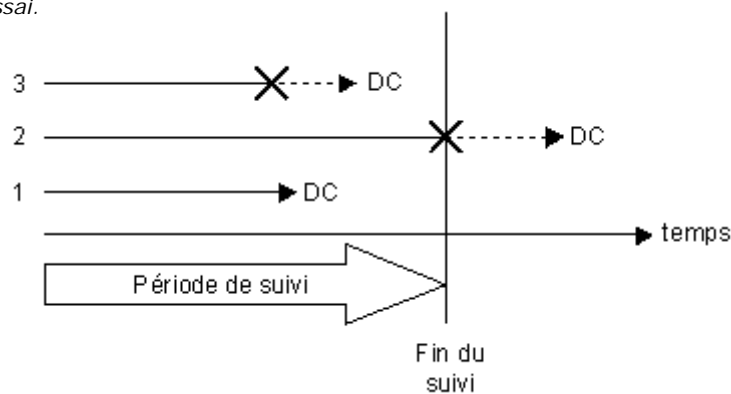 ssai.
3 DC
2 DC
1 DC
temps
Période de suivi
Fin du
suivi